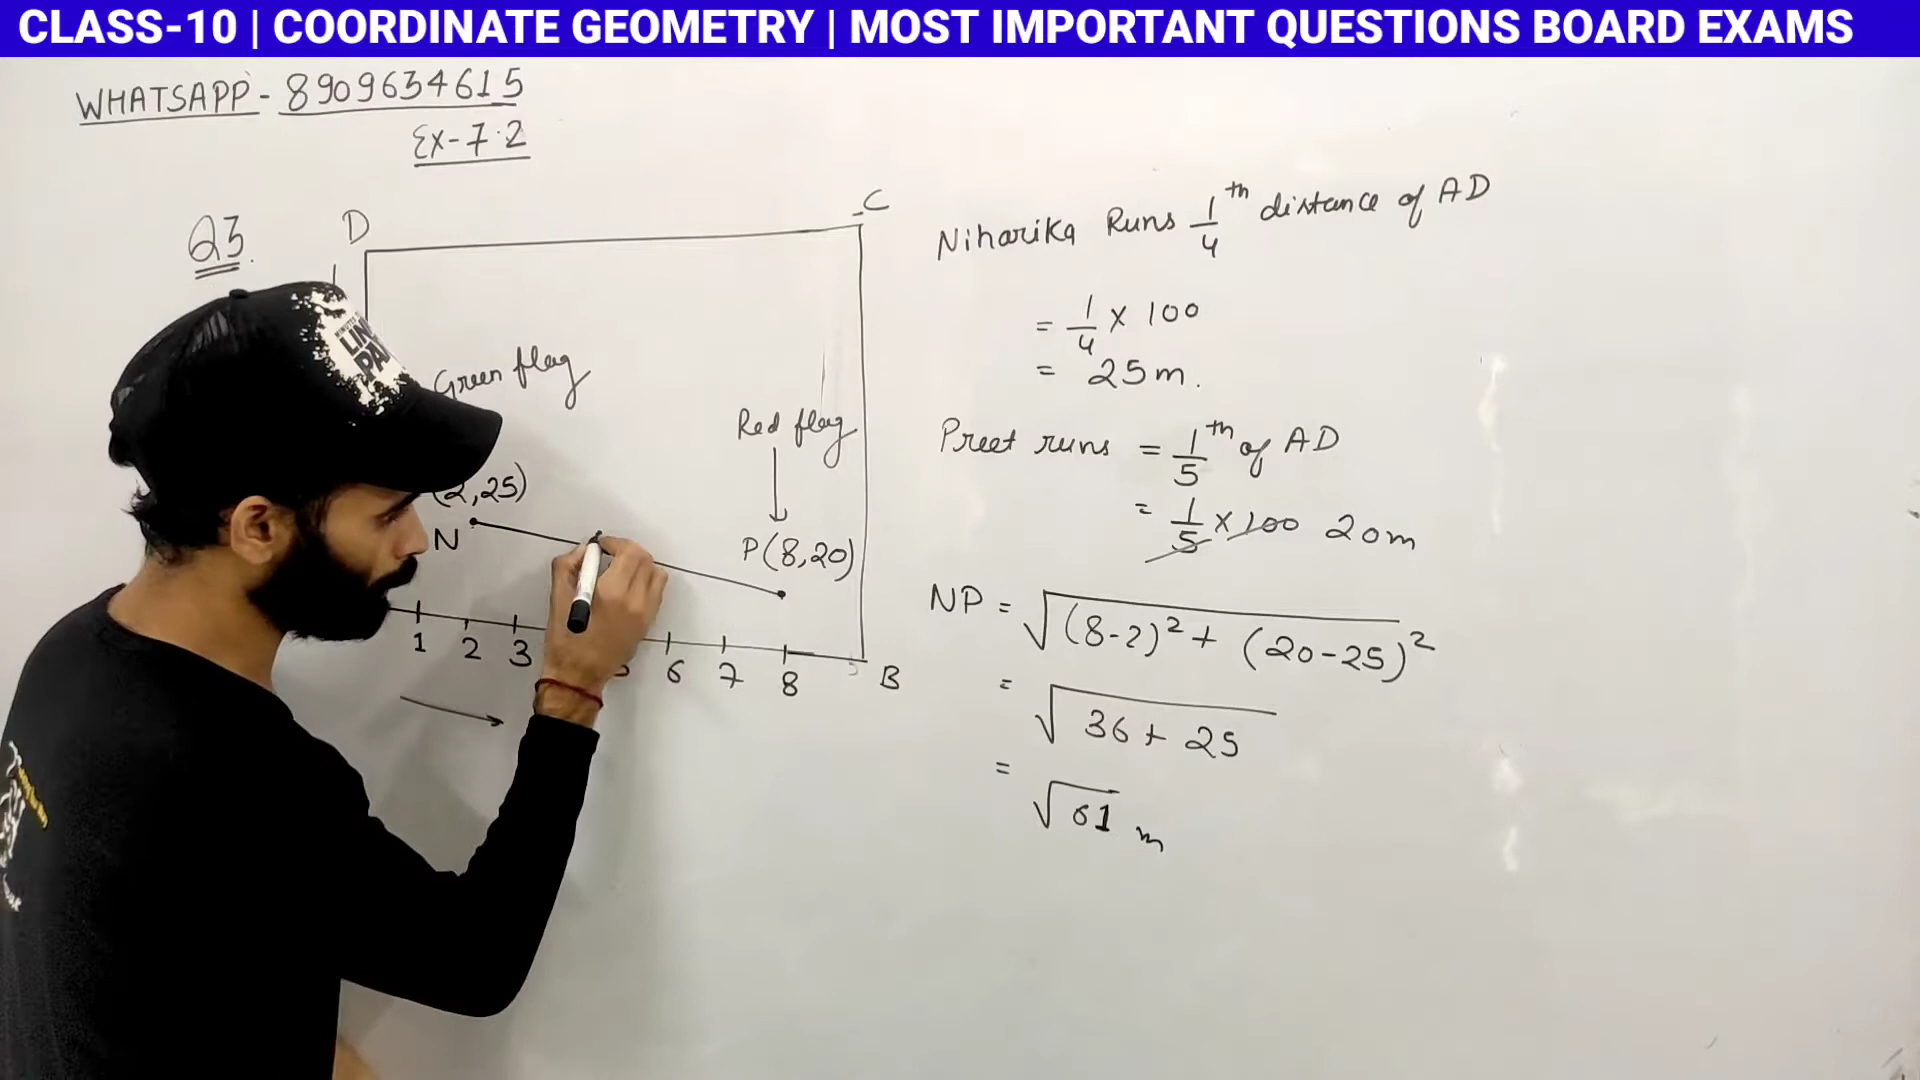 CLASS-10 | COORDINATE GEOMETRY | MOST IMPORTANT QUESTIONS BOARD EXAMS
WHATSAPP - 8909634615
Ex-7.2
Q3.
D
C
Green flag
Red flag
(2,25)
N
P(8,20)
1 2 3 6 7 8 B
Niharika Runs 1/4 th distance of AD
= 1/4 x 100
= 25m.
Preet runs = 1/5 th of AD
= 1/5 x 100 20m
NP = √(8-2)² + (20-25)²
= √36 + 25
= √61 m
LIN
PA